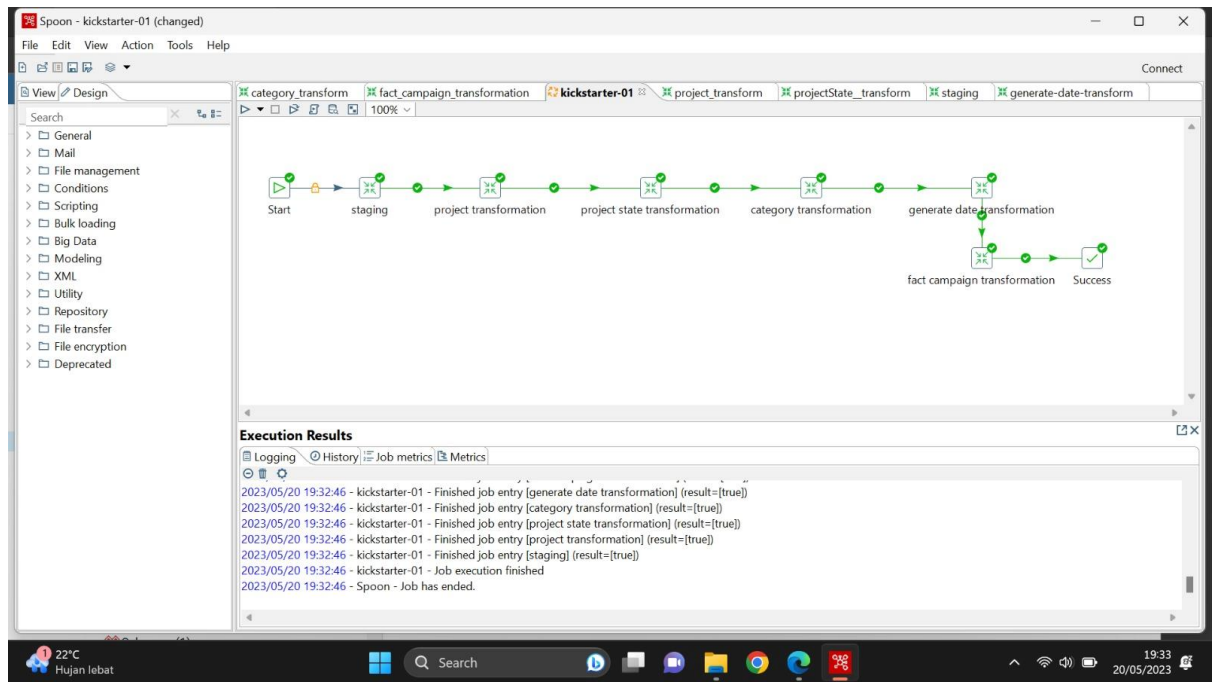 Spoon - kickstarter-01 (changed)
File Edit View Action Tools Help
Connect
View Design
category_transform fact_campaign_transformation kickstarter-01 project_transform projectState_transform staging generate-date-transform
Search
100%
General
Mail
File management
Conditions
Scripting
Bulk loading
Big Data
Modeling
XML
Utility
Repository
File transfer
File encryption
Deprecated
Start staging project transformation project state transformation category transformation generate date transformation
fact campaign transformation Success
Execution Results
Logging History Job metrics Metrics
2023/05/20 19:32:46 - kickstarter-01 - Finished job entry [generate date transformation] (result=[true])
2023/05/20 19:32:46 - kickstarter-01 - Finished job entry [category transformation] (result=[true])
2023/05/20 19:32:46 - kickstarter-01 - Finished job entry [project state transformation] (result=[true])
2023/05/20 19:32:46 - kickstarter-01 - Finished job entry [project transformation] (result=[true])
2023/05/20 19:32:46 - kickstarter-01 - Finished job entry [staging] (result=[true])
2023/05/20 19:32:46 - kickstarter-01 - Job execution finished
2023/05/20 19:32:46 - Spoon - Job has ended.
1
22°C
Hujan lebat
Search
19:33
20/05/2023